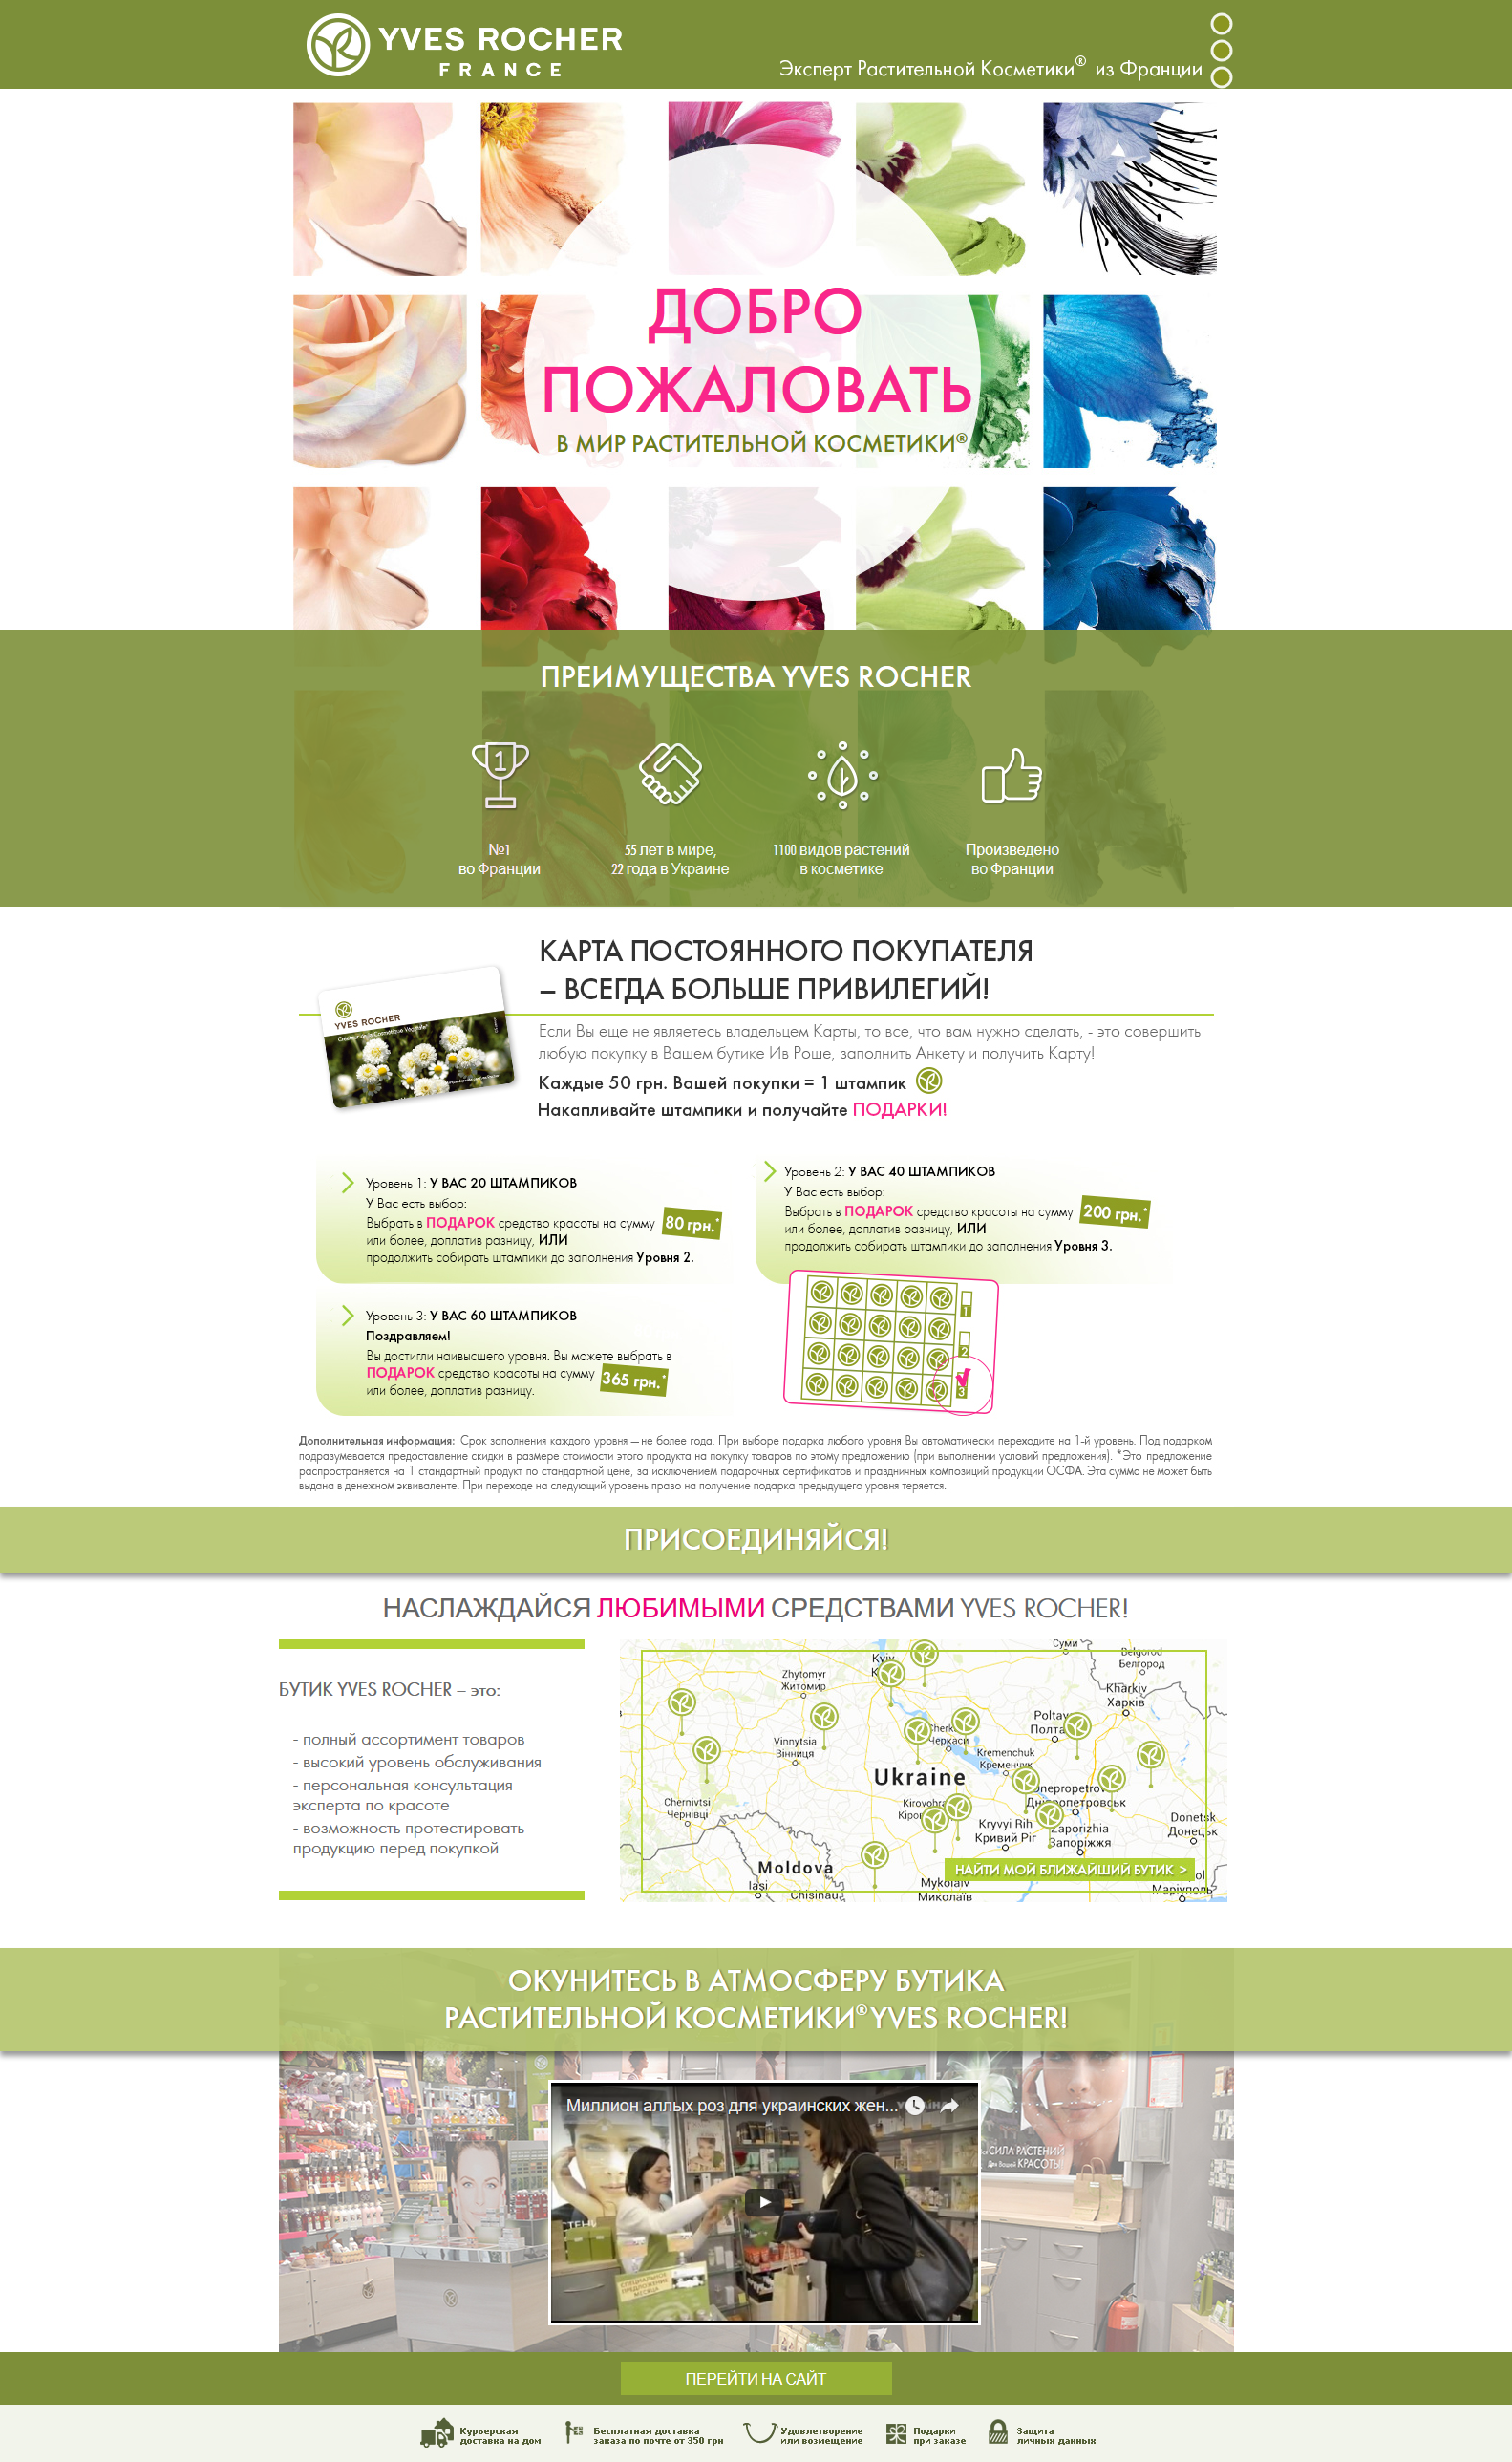 YVES ROCHER
FRANCE
Эксперт Растительной Косметики® из Франции
ДОБРО
ПОЖАЛОВАТЬ
В МИР РАСТИТЕЛЬНОЙ КОСМЕТИКИ®
ПРЕИМУЩЕСТВА YVES ROCHER
1
№1
во Франции
55 лет в мире,
22 года в Украине
1100 видов растений
в косметике
Произведено
во Франции
КАРТА ПОСТОЯННОГО ПОКУПАТЕЛЯ
– ВСЕГДА БОЛЬШЕ ПРИВИЛЕГИЙ!
YVES ROCHER
Если Вы еще не являетесь владельцем Карты, то все, что вам нужно сделать, - это совершить
любую покупку в Вашем бутике Ив Роше, заполнить Анкету и получить Карту!
Каждые 50 грн. Вашей покупки = 1 штампик
Накапливайте штампики и получайте ПОДАРКИ!
Уровень 1: У ВАС 20 ШТАМПИКОВ
У Вас есть выбор:
Выбрать в ПОДАРОК средство красоты на сумму 80 грн.*
или более, доплатив разницу, ИЛИ
продолжить собирать штампики до заполнения Уровня 2.
Уровень 2: У ВАС 40 ШТАМПИКОВ
У Вас есть выбор:
Выбрать в ПОДАРОК средство красоты на сумму 200 грн.*
или более, доплатив разницу, ИЛИ
продолжить собирать штампики до заполнения Уровня 3.
Уровень 3: У ВАС 60 ШТАМПИКОВ
Поздравляем!
Вы достигли наивысшего уровня. Вы можете выбрать в
ПОДАРОК средство красоты на сумму 365 грн.*
или более, доплатив разницу.
1
2
3
Дополнительная информация: Срок заполнения каждого уровня — не более года. При выборе подарка любого уровня Вы автоматически переходите на 1-й уровень. Под подарком
подразумевается предоставление скидки в размере стоимости этого продукта на покупку товаров по этому предложению (при выполнении условий предложения). *Это предложение
распространяется на 1 стандартный продукт по стандартной цене, за исключением подарочных сертификатов и праздничных композиций продукции ОСФА. Эта сумма не может быть
выдана в денежном эквиваленте. При переходе на следующий уровень право на получение подарка предыдущего уровня теряется.
ПРИСОЕДИНЯЙСЯ!
НАСЛАЖДАЙСЯ ЛЮБИМЫМИ СРЕДСТВАМИ YVES ROCHER!
БУТИК YVES ROCHER – это:
- полный ассортимент товаров
- высокий уровень обслуживания
- персональная консультация
эксперта по красоте
- возможность протестировать
продукцию перед покупкой
Суми
Belgorod
Белгород
Kyiv
Zhytomyr
Житомир
Kharkiv
Харків
Poltav
Полта
Cherk
Черкаси
Vinnytsia
Вінниця
Kremenchuk
Кременчук
Ukraine
Dnepropetrov
Дніпропетровськ
Chernivtsi
Чернівці
Kirovohra
Кіров
Kryvyi Rih
Кривий Ріг
Zaporizhia
Запоріжжя
Donetsk
Донецьк
Moldova
НАЙТИ МОЙ БЛИЖАЙШИЙ БУТИК >
Iași
Chisinau
Mykolaiv
Миколаїв
Маріуполь
ОКУНИТЕСЬ В АТМОСФЕРУ БУТИКА
РАСТИТЕЛЬНОЙ КОСМЕТИКИ® YVES ROCHER!
Миллион аллых роз для украинских жен...
СИЛА РАСТЕНИЙ
Для Вашей КРАСОТЫ!
СПЕЦИАЛЬНОЕ
ПРЕДЛОЖЕНИЕ
МЕСЯЦА
ПЕРЕЙТИ НА САЙТ
Курьерская
доставка на дом
Бесплатная доставка
заказа по почте от 350 грн
Удовлетворение
или возмещение
Подарки
при заказе
Защита
личных данных